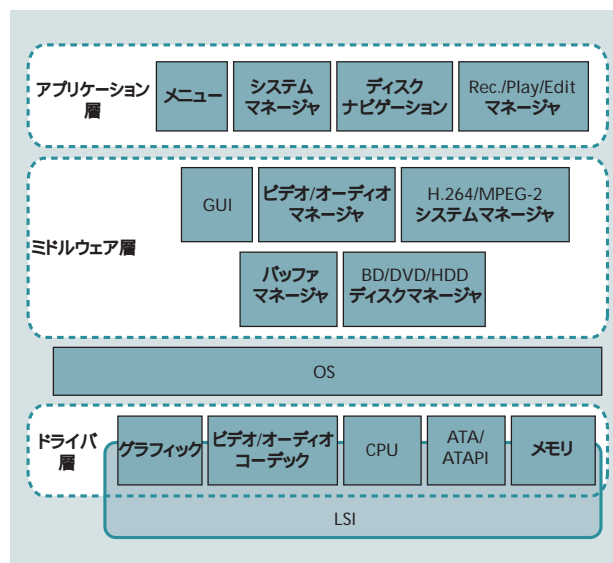 アプリケーション
層
メニュー
システム
マネージャ
ディスク
ナビゲーション
Rec./Play/Edit
マネージャ
ミドルウェア層
GUI
ビデオ/オーディオ
マネージャ
H.264/MPEG-2
システムマネージャ
バッファ
マネージャ
BD/DVD/HDD
ディスクマネージャ
OS
ドライバ
層
グラフィック
ビデオ/オーディオ
コーデック
CPU
ATA/
ATAPI
メモリ
LSI